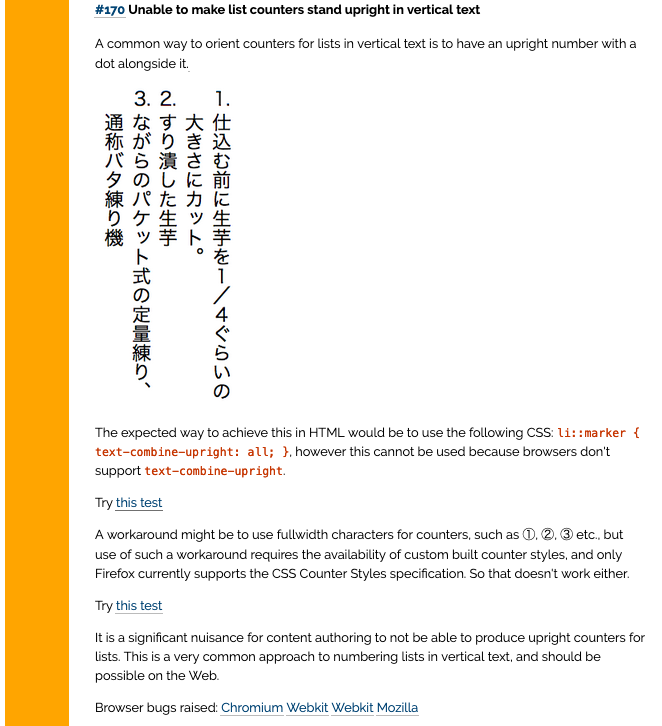 #170 Unable to make list counters stand upright in vertical text
A common way to orient counters for lists in vertical text is to have an upright number with a
dot alongside it.
1. 仕込む前に生芋を1／4ぐらいの
大きさにカット。
2. すり潰した生芋
3. ながらのパケット式の定量練り、
通称バタ練り機
The expected way to achieve this in HTML would be to use the following CSS: li::marker {
text-combine-upright: all; }, however this cannot be used because browsers don't
support text-combine-upright.
Try this test
A workaround might be to use fullwidth characters for counters, such as ①, ②, ③ etc., but
use of such a workaround requires the availability of custom built counter styles, and only
Firefox currently supports the CSS Counter Styles specification. So that doesn't work either.
Try this test
It is a significant nuisance for content authoring to not be able to produce upright counters for
lists. This is a very common approach to numbering lists in vertical text, and should be
possible on the Web.
Browser bugs raised: Chromium Webkit Webkit Mozilla